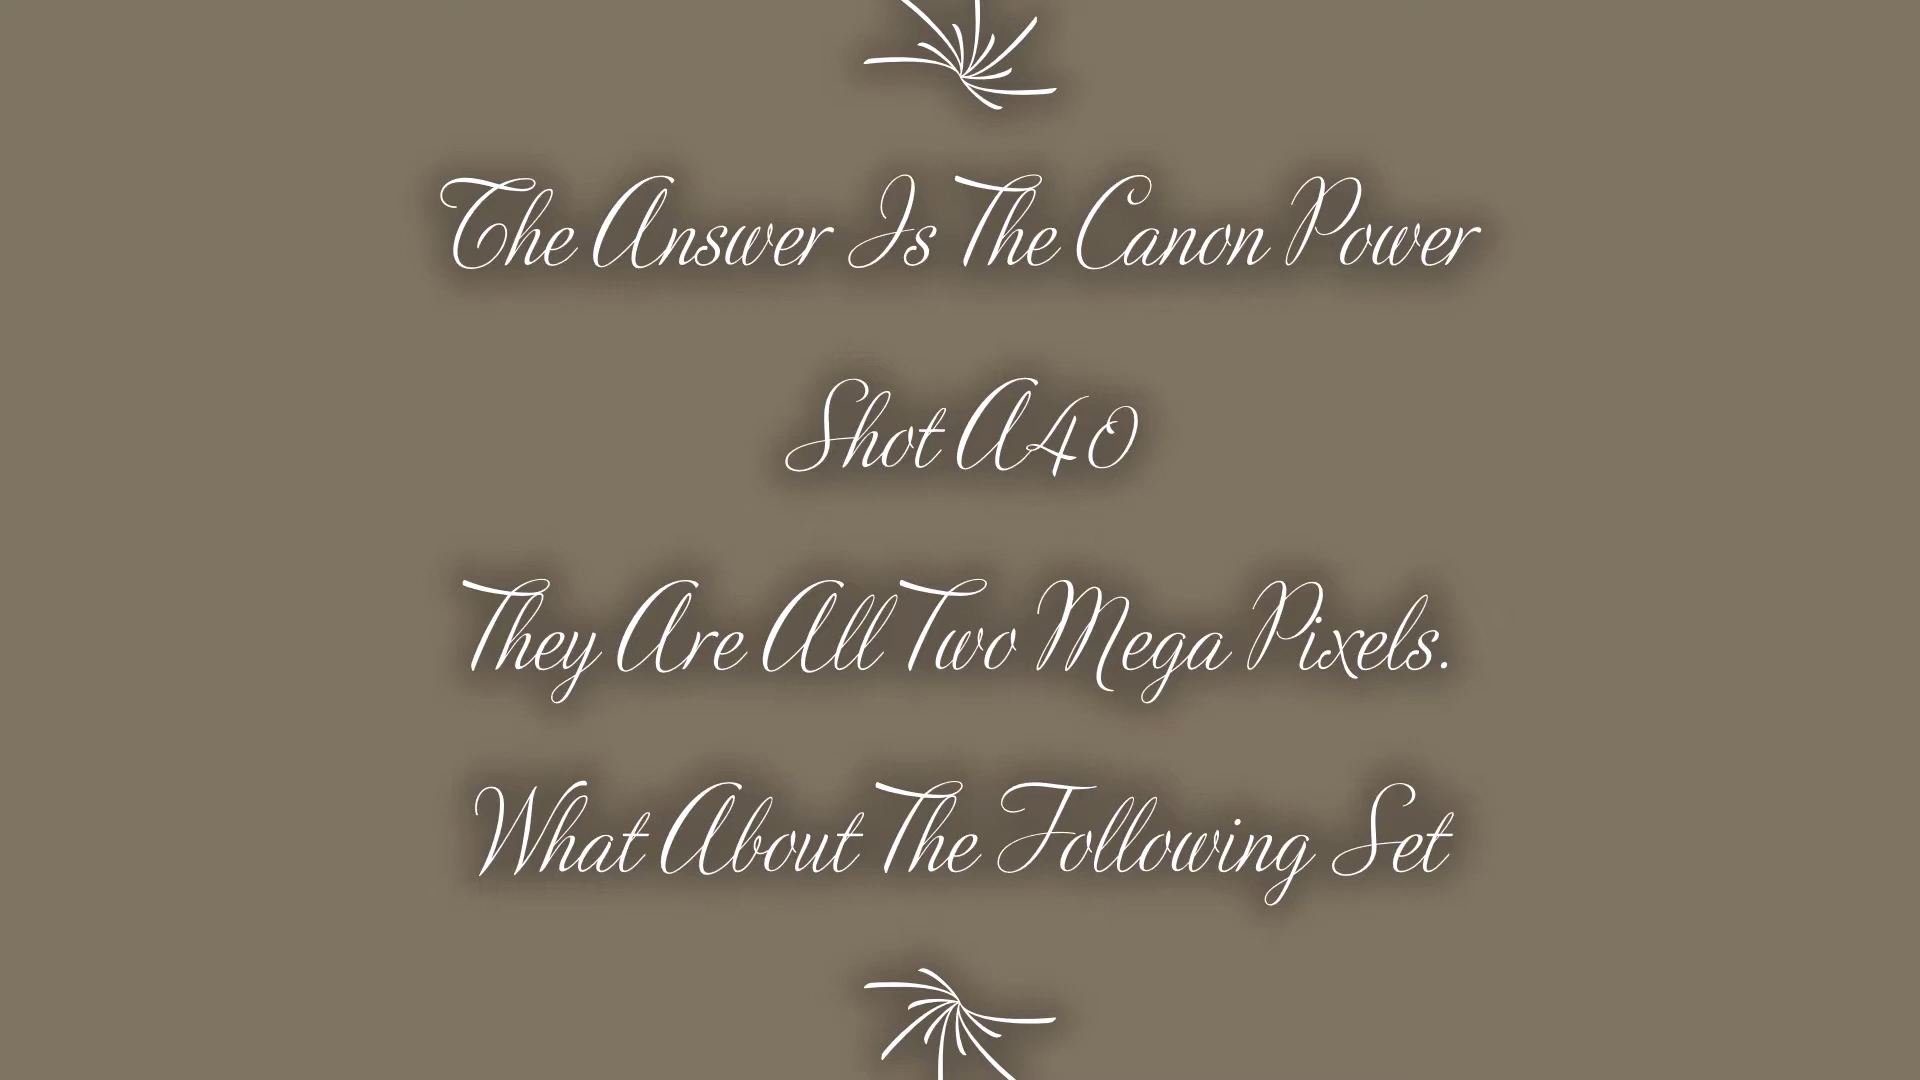 The Answer Is The Canon Power
Shot A40
They Are All Two Mega Pixels.
What About The Following Set